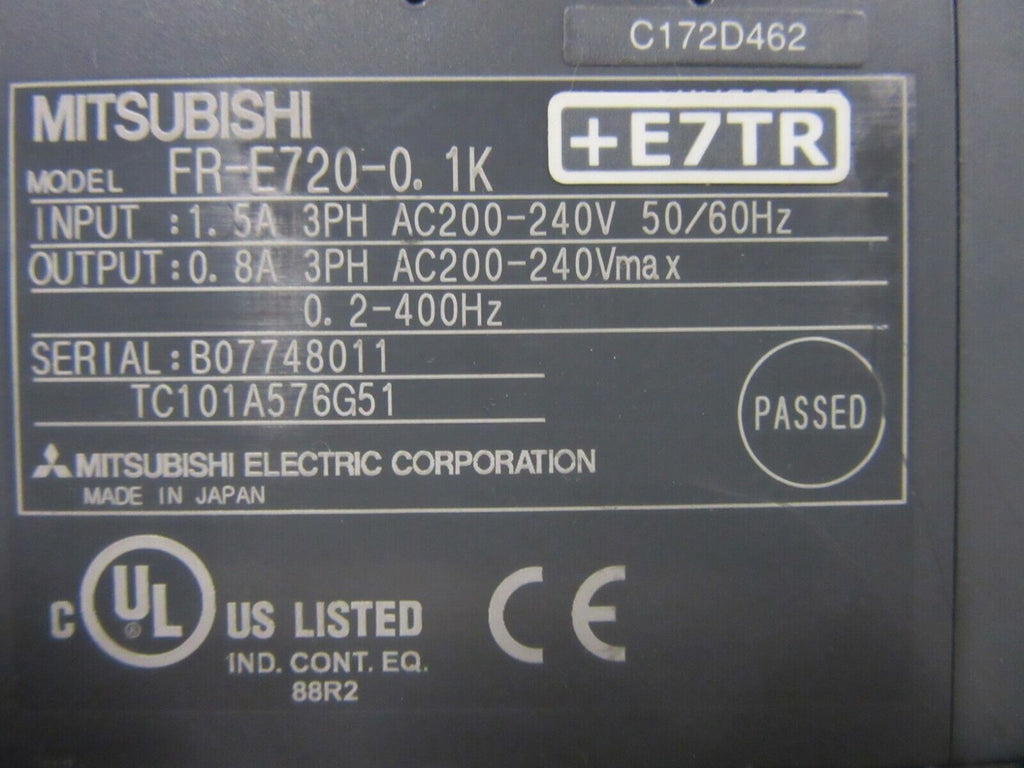 C172D462
MITSUBISHI
+E7TR
MODEL FR-E720-0.1K
INPUT :1.5A 3PH AC200-240V 50/60Hz
OUTPUT:0.8A 3PH AC200-240Vmax
0.2-400Hz
SERIAL:B07748011
TC101A576G51
PASSED
MITSUBISHI ELECTRIC CORPORATION
MADE IN JAPAN
C UL ® US LISTED CE
IND. CONT. EQ.
88R2